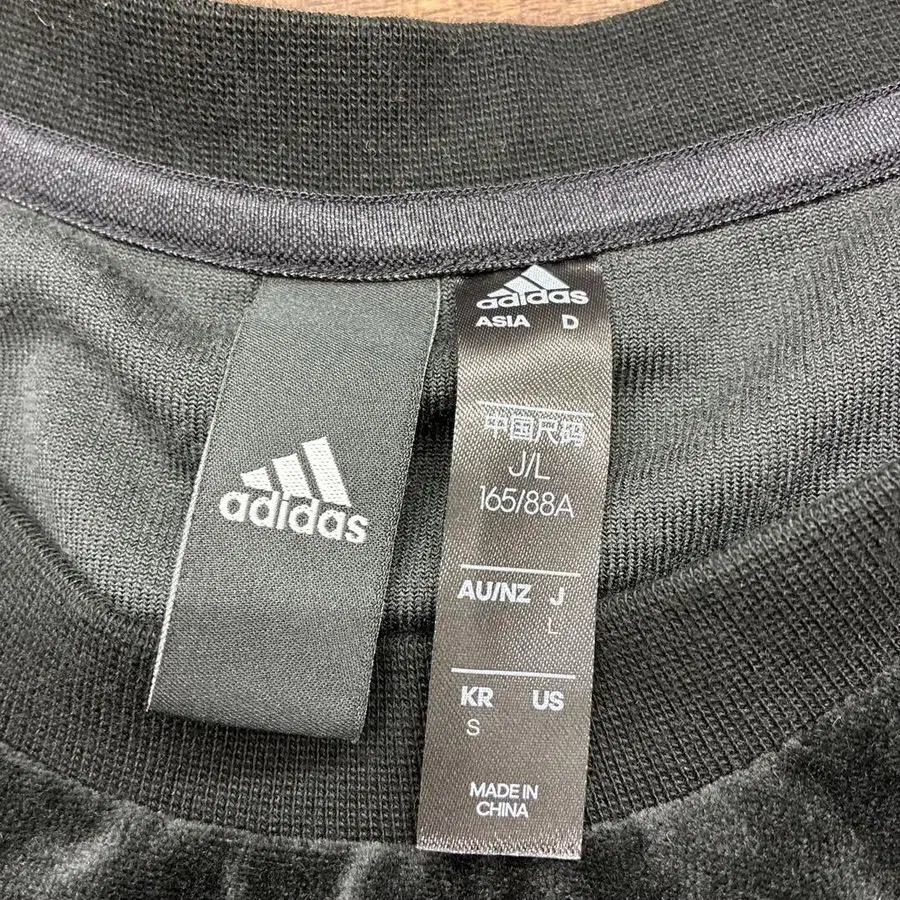 adidas
adidas
ASIA D
中国尺码
J/L
165/88A
AU/NZ J
L
KR US
S
MADE IN
CHINA